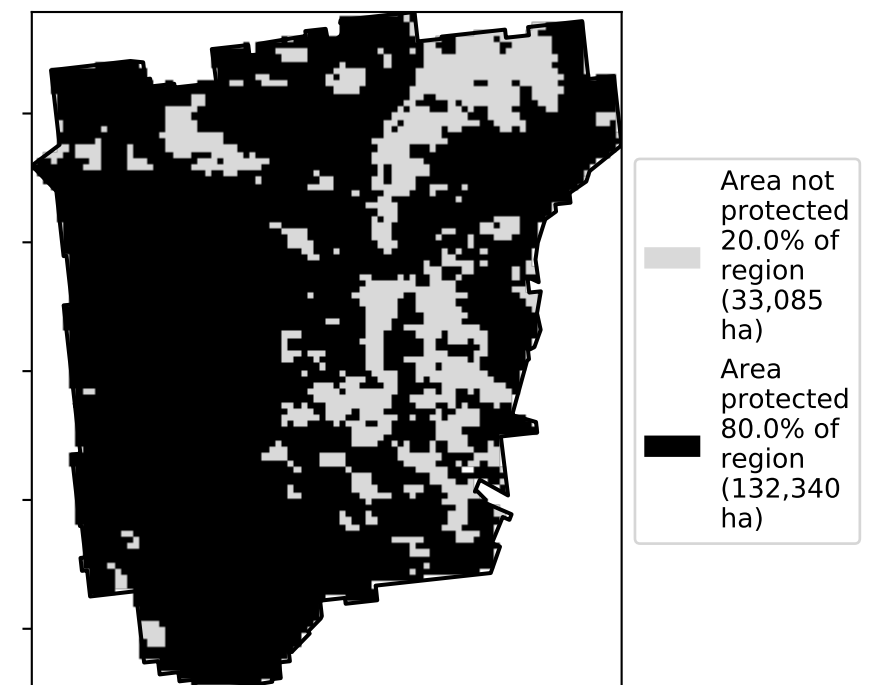 Area not
protected
20.0% of
region
(33,085
ha)
Area
protected
80.0% of
region
(132,340
ha)